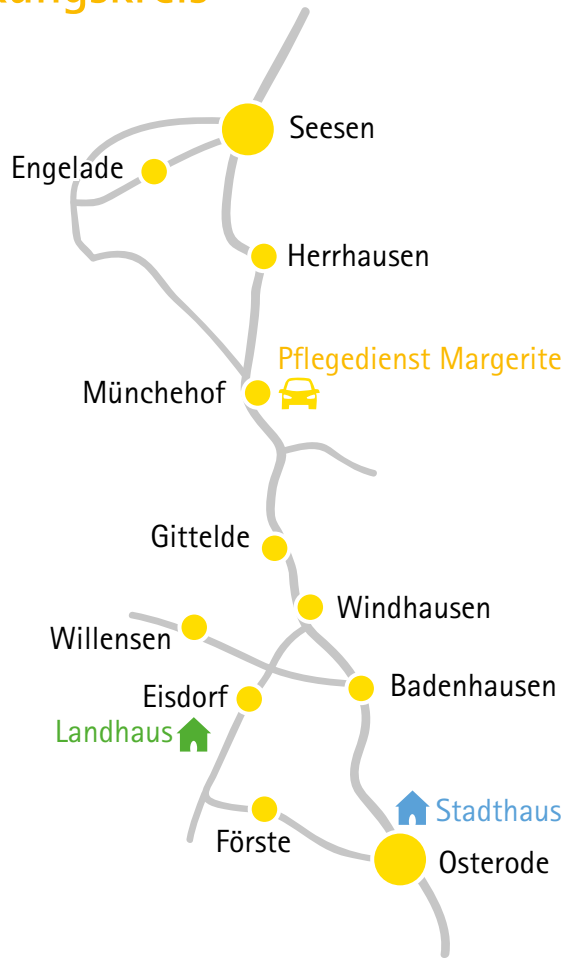 Seesen
Engelade
Herrhausen
Pflegedienst Margerite
Münchehof
Gittelde
Windhausen
Willensen
Badenhausen
Eisdorf
Landhaus
Stadthaus
Förste
Osterode